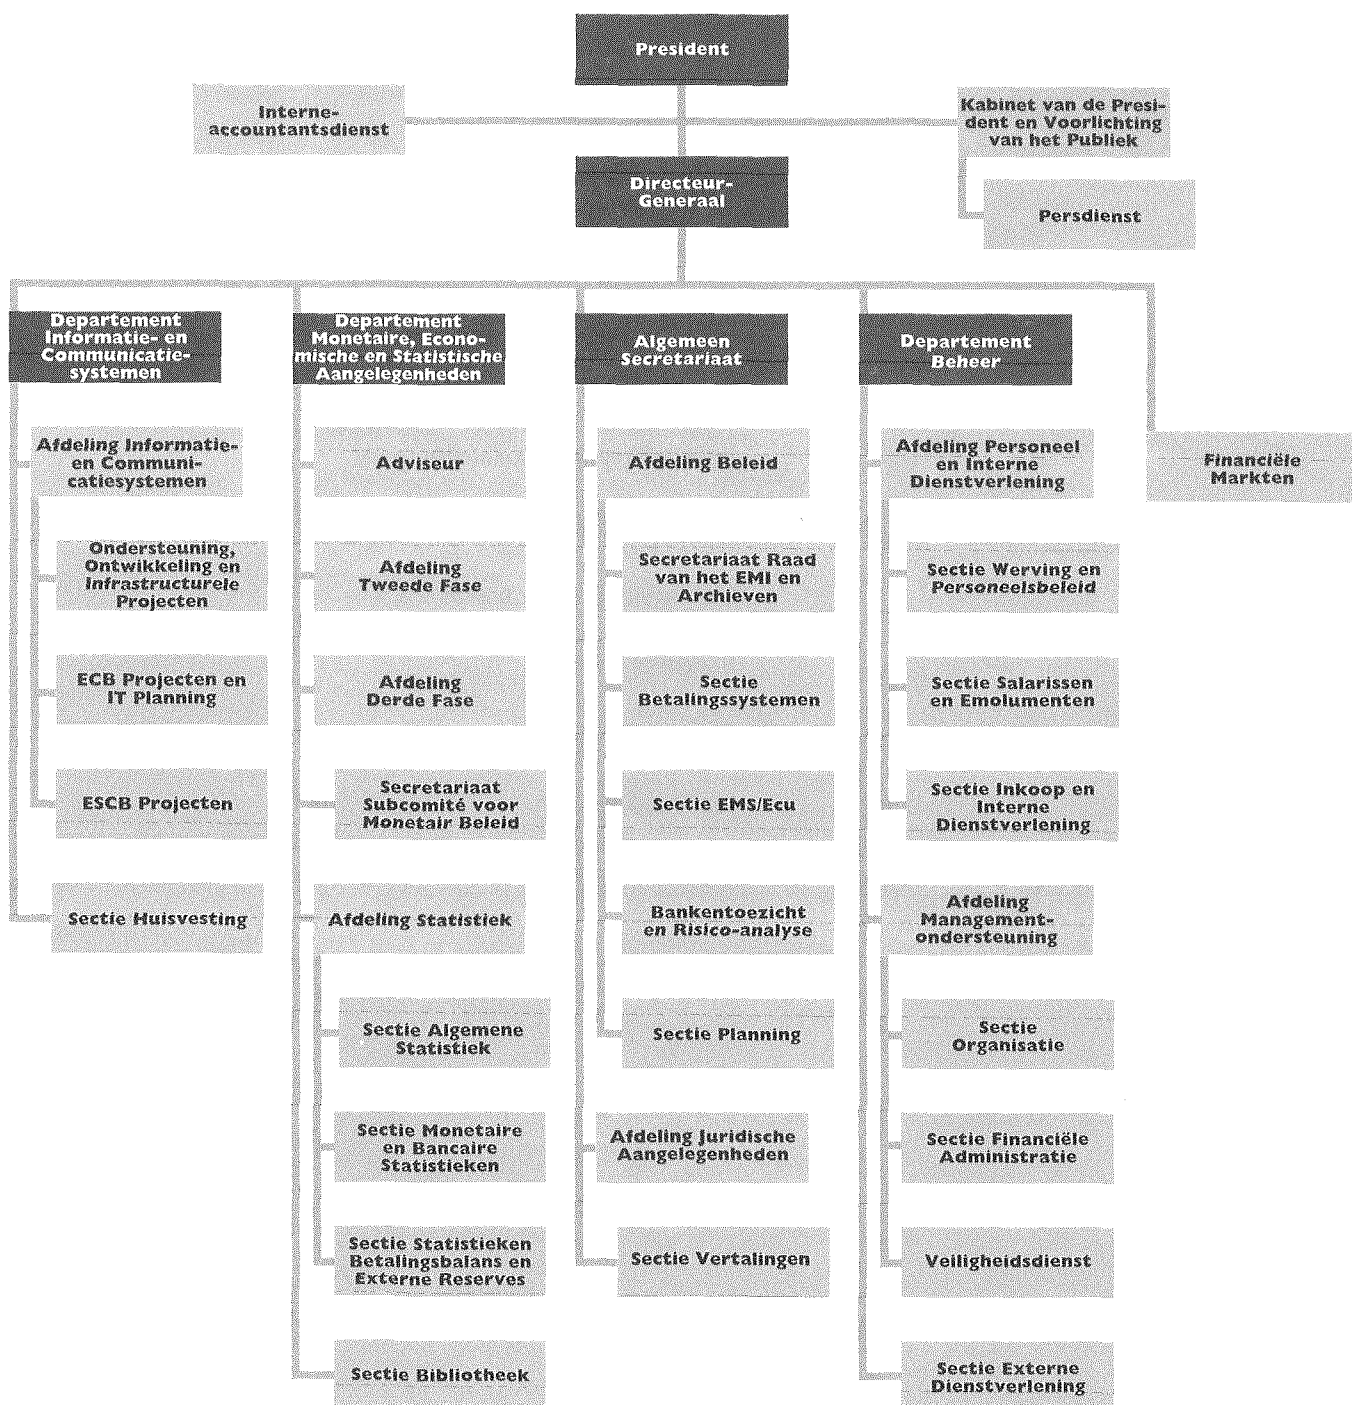 President
Interne-
accountantsdienst
Kabinet van de Presi-
dent en Voorlichting
van het Publiek
Directeur-
Generaal
Persdienst
Departement
Informatie- en
Communicatie-
systemen
Afdeling Informatie-
en Communi-
catiesystemen
Ondersteuning,
Ontwikkeling en
Infrastructurele
Projecten
ECB Projecten en
IT Planning
ESCB Projecten
Sectie Huisvesting
Departement
Monetaire, Econo-
mische en Statistische
Aangelegenheden
Adviseur
Afdeling
Tweede Fase
Afdeling
Derde Fase
Secretariaat
Subcomité voor
Monetair Beleid
Afdeling Statistiek
Sectie Algemene
Statistiek
Sectie Monetaire
en Bancaire
Statistieken
Sectie Statistieken
Betalingsbalans en
Externe Reserves
Sectie Bibliotheek
Algemeen
Secretariaat
Afdeling Beleid
Secretariaat Raad
van het EMI en
Archieven
Sectie
Betalingssystemen
Sectie EMS/Ecu
Bankentoezicht
en Risico-analyse
Sectie Planning
Afdeling Juridische
Aangelegenheden
Sectie Vertalingen
Departement
Beheer
Afdeling Personeel
en Interne
Dienstverlening
Sectie Werving en
Personeelsbeleid
Sectie Salarissen
en Emolumenten
Sectie Inkoop en
Interne
Dienstverlening
Afdeling
Management-
ondersteuning
Sectie
Organisatie
Sectie Financiële
Administratie
Veiligheidsdienst
Sectie Externe
Dienstverlening
Financiële
Markten